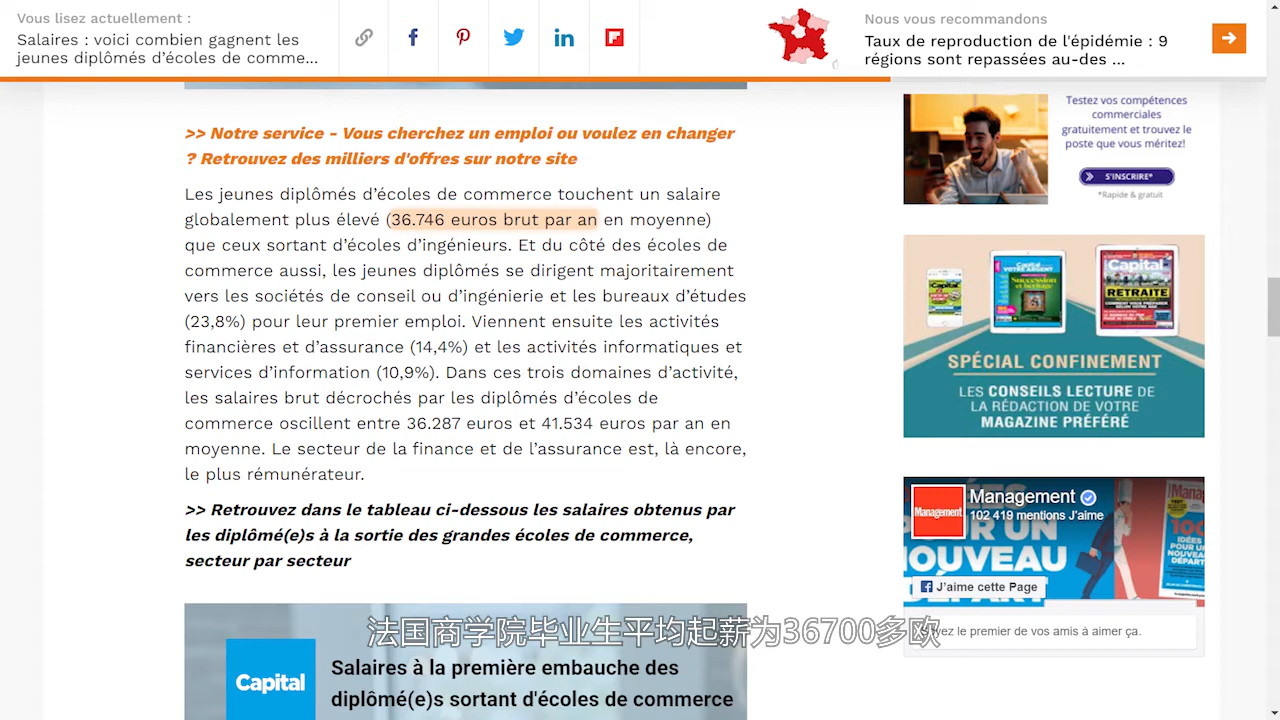 Vous lisez actuellement :
Salaires : voici combien gagnent les
jeunes diplômés d’écoles de comme...
Nous vous recommandons
Taux de reproduction de l'épidémie : 9
régions sont repassées au-des ...
>> Notre service - Vous cherchez un emploi ou voulez en changer
? Retrouvez des milliers d'offres sur notre site
Les jeunes diplômés d’écoles de commerce touchent un salaire
globalement plus élevé (36.746 euros brut par an en moyenne)
que ceux sortant d’écoles d’ingénieurs. Et du côté des écoles de
commerce aussi, les jeunes diplômés se dirigent majoritairement
vers les sociétés de conseil ou d’ingénierie et les bureaux d’études
(23,8%) pour leur premier emploi. Viennent ensuite les activités
financières et d’assurance (14,4%) et les activités informatiques et
services d’information (10,9%). Dans ces trois domaines d’activité,
les salaires brut décrochés par les diplômés d’écoles de
commerce oscillent entre 36.287 euros et 41.534 euros par an en
moyenne. Le secteur de la finance et de l’assurance est, là encore,
le plus rémunérateur.
>> Retrouvez dans le tableau ci-dessous les salaires obtenus par
les diplômé(e)s à la sortie des grandes écoles de commerce,
secteur par secteur
Capital
Salaires à la première embauche des
diplômé(e)s sortant d'écoles de commerce
法国商学院毕业生平均起薪为36700多欧
Testez vos compétences
commerciales
gratuitement et trouvez le
poste que vous méritez!
S'INSCRIRE*
*Rapide & gratuit
Capital
Capital
VOTRE ARGENT
Succession
et héritage
Capital
RETRAITE
SPÉCIAL CONFINEMENT
LES CONSEILS LECTURE DE
LA RÉDACTION DE VOTRE
MAGAZINE PRÉFÉRÉ
Management
Management
102 419 mentions J’aime
POUR UN
NOUVEAU
J’aime cette Page
le premier de vos amis à aimer ça.